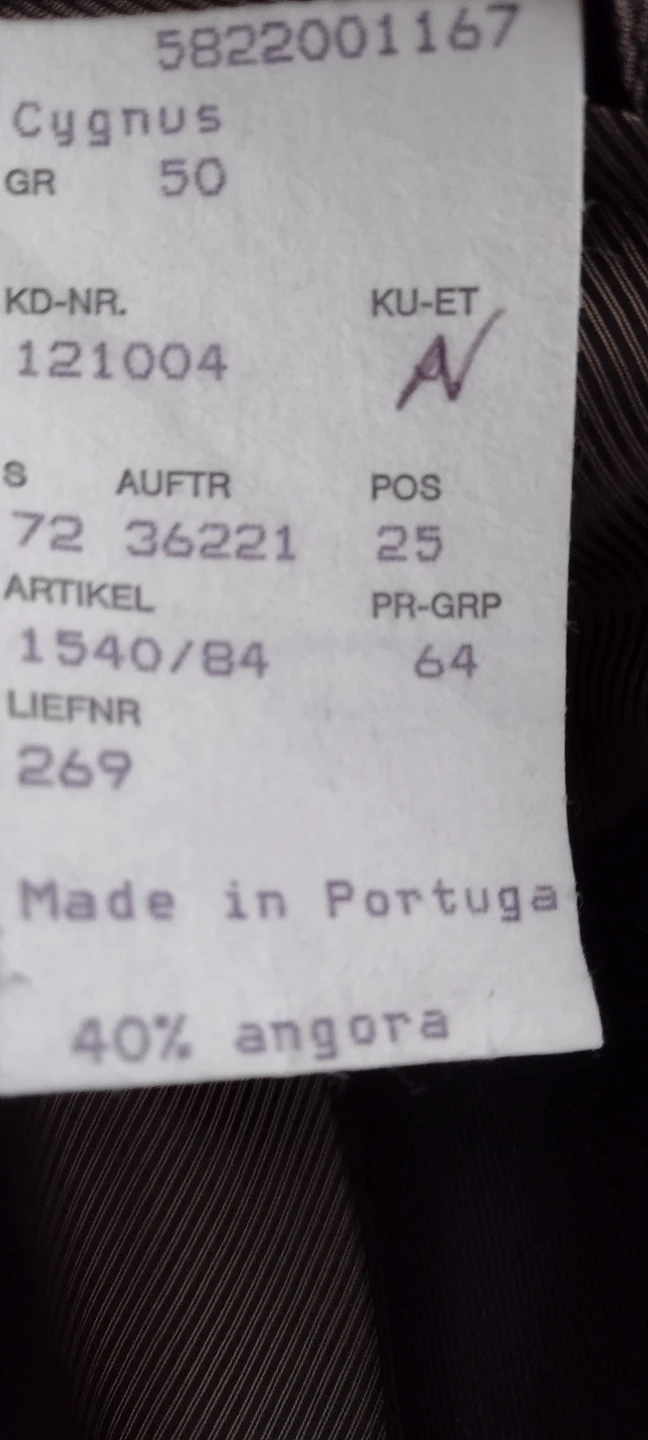 5822001167
Cygnus
GR 50
KD-NR. KU-ET
121004
S AUFTR POS
72 36221 25
ARTIKEL PR-GRP
1540/84 64
LIEFNR
269
Made in Portuga
40% angora